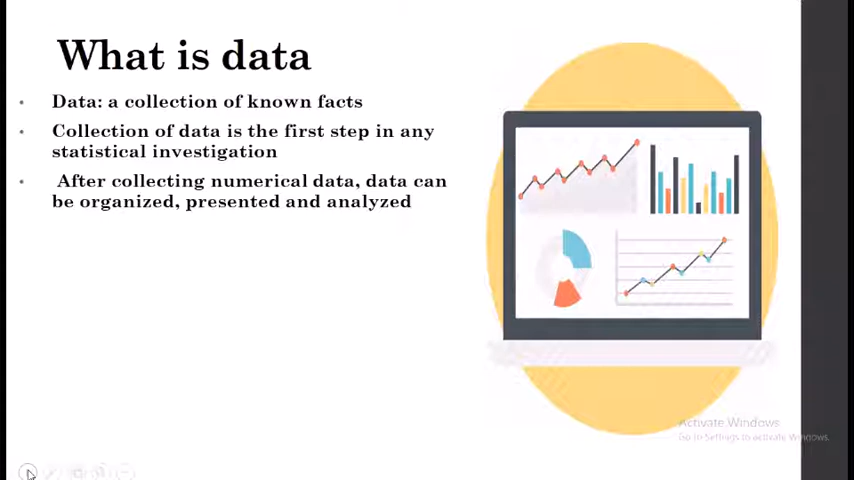 What is data
• Data: a collection of known facts
• Collection of data is the first step in any
statistical investigation
• After collecting numerical data, data can
be organized, presented and analyzed
Activate Windows
Go to Settings to activate Windows.